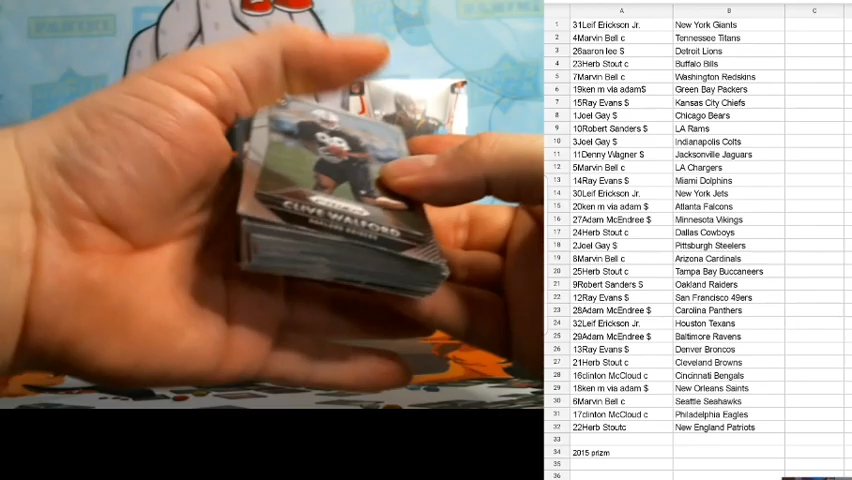 CLIVE WALFORD
A B C
1 31Leif Erickson Jr. New York Giants
2 4Marvin Bell c Tennessee Titans
3 26aaron lee $ Detroit Lions
4 23Herb Stout c Buffalo Bills
5 7Marvin Bell c Washington Redskins
6 19ken m via adam$ Green Bay Packers
7 15Ray Evans $ Kansas City Chiefs
8 1Joel Gay $ Chicago Bears
9 10Robert Sanders $ LA Rams
10 3Joel Gay $ Indianapolis Colts
11 11Denny Wagner $ Jacksonville Jaguars
12 5Marvin Bell c LA Chargers
13 14Ray Evans $ Miami Dolphins
14 30Leif Erickson Jr. New York Jets
15 20ken m via adam $ Atlanta Falcons
16 27Adam McEndree $ Minnesota Vikings
17 24Herb Stout c Dallas Cowboys
18 2Joel Gay $ Pittsburgh Steelers
19 8Marvin Bell c Arizona Cardinals
20 25Herb Stout c Tampa Bay Buccaneers
21 9Robert Sanders $ Oakland Raiders
22 12Ray Evans $ San Francisco 49ers
23 28Adam McEndree $ Carolina Panthers
24 32Leif Erickson Jr. Houston Texans
25 29Adam McEndree $ Baltimore Ravens
26 13Ray Evans $ Denver Broncos
27 21Herb Stout c Cleveland Browns
28 16clinton McCloud c Cincinnati Bengals
29 18ken m via adam $ New Orleans Saints
30 6Marvin Bell c Seattle Seahawks
31 17clinton McCloud c Philadelphia Eagles
32 22Herb Stoutc New England Patriots
33
34 2015 prizm
35
36